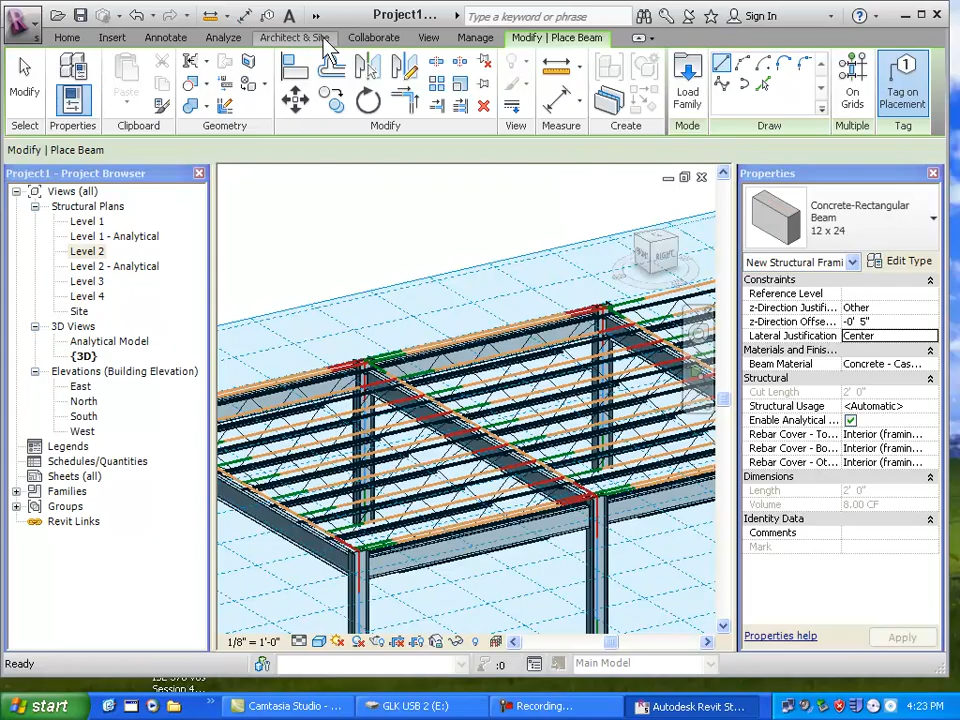 Project1...
Type a keyword or phrase
Sign In
Home
Insert
Annotate
Analyze
Architect & Site
Collaborate
View
Manage
Modify | Place Beam
Modify
Paste
Load
Family
On
Grids
Tag on
Placement
Select
Properties
Clipboard
Geometry
Modify
View
Measure
Create
Mode
Draw
Multiple
Tag
Modify | Place Beam
Project1 - Project Browser
Views (all)
Structural Plans
Level 1
Level 1 - Analytical
Level 2
Level 2 - Analytical
Level 3
Level 4
Site
3D Views
Analytical Model
{3D}
Elevations (Building Elevation)
East
North
South
West
Legends
Schedules/Quantities
Sheets (all)
Families
Groups
Revit Links
RIGHT
Properties
Concrete-Rectangular
Beam
12 x 24
New Structural Frami
Edit Type
Constraints
Reference Level
z-Direction Justifi... Other
z-Direction Offse... -0' 5"
Lateral Justification Center
Materials and Finis...
Beam Material Concrete - Cas...
Structural
Cut Length 2' 0"
Structural Usage <Automatic>
Enable Analytical ...
Rebar Cover - To... Interior (framin...
Rebar Cover - Bo... Interior (framin...
Rebar Cover - Ot... Interior (framin...
Dimensions
Length 2' 0"
Volume 8.00 CF
Identity Data
Comments
Mark
Properties help
Apply
1/8" = 1'-0"
Ready
:0
Main Model
Session 4...
start
Camtasia Studio - ...
GLK USB 2 (E:)
Recording...
Autodesk Revit St...
4:23 PM